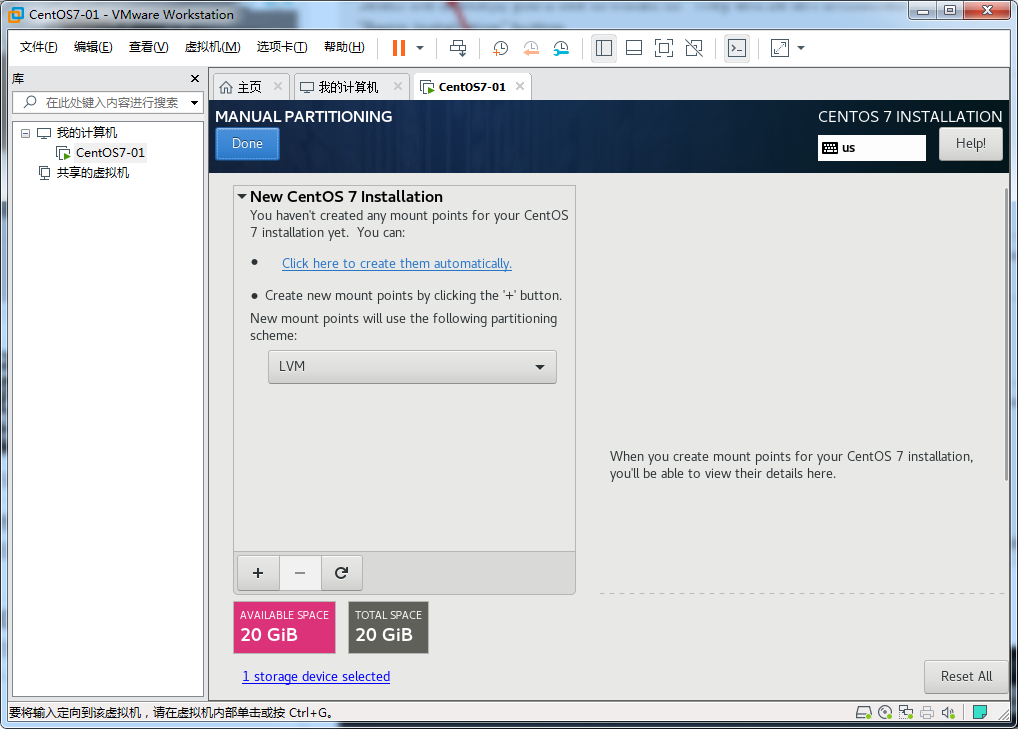 CentOS7-01 - VMware Workstation
文件(F) 编辑(E) 查看(V) 虚拟机(M) 选项卡(T) 帮助(H)
库
在此处键入内容进行搜索
我的计算机
CentOS7-01
共享的虚拟机
主页 我的计算机 CentOS7-01
MANUAL PARTITIONING
CENTOS 7 INSTALLATION
Done
us
Help!
New CentOS 7 Installation
You haven't created any mount points for your CentOS
7 installation yet.  You can:
• Click here to create them automatically.
• Create new mount points by clicking the '+' button.
New mount points will use the following partitioning
scheme:
LVM
When you create mount points for your CentOS 7 installation,
you'll be able to view their details here.
AVAILABLE SPACE
20 GiB
TOTAL SPACE
20 GiB
1 storage device selected
Reset All
要将输入定向到该虚拟机，请在虚拟机内部单击或按 Ctrl+G。